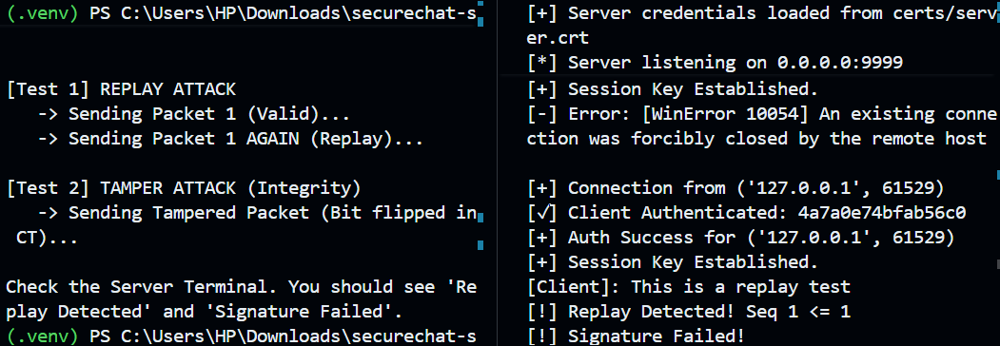 (.venv) PS C:\Users\HP\Downloads\securechat-s
[Test 1] REPLAY ATTACK
-> Sending Packet 1 (Valid)...
-> Sending Packet 1 AGAIN (Replay)...
[Test 2] TAMPER ATTACK (Integrity)
-> Sending Tampered Packet (Bit flipped in
CT)...
Check the Server Terminal. You should see 'Re
play Detected' and 'Signature Failed'.
(.venv) PS C:\Users\HP\Downloads\securechat-s
[+] Server credentials loaded from certs/serv
er.crt
[*] Server listening on 0.0.0.0:9999
[+] Session Key Established.
[-] Error: [WinError 10054] An existing conne
ction was forcibly closed by the remote host
[+] Connection from ('127.0.0.1', 61529)
[√] Client Authenticated: 4a7a0e74bfab56c0
[+] Auth Success for ('127.0.0.1', 61529)
[+] Session Key Established.
[Client]: This is a replay test
[!] Replay Detected! Seq 1 <= 1
[!] Signature Failed!